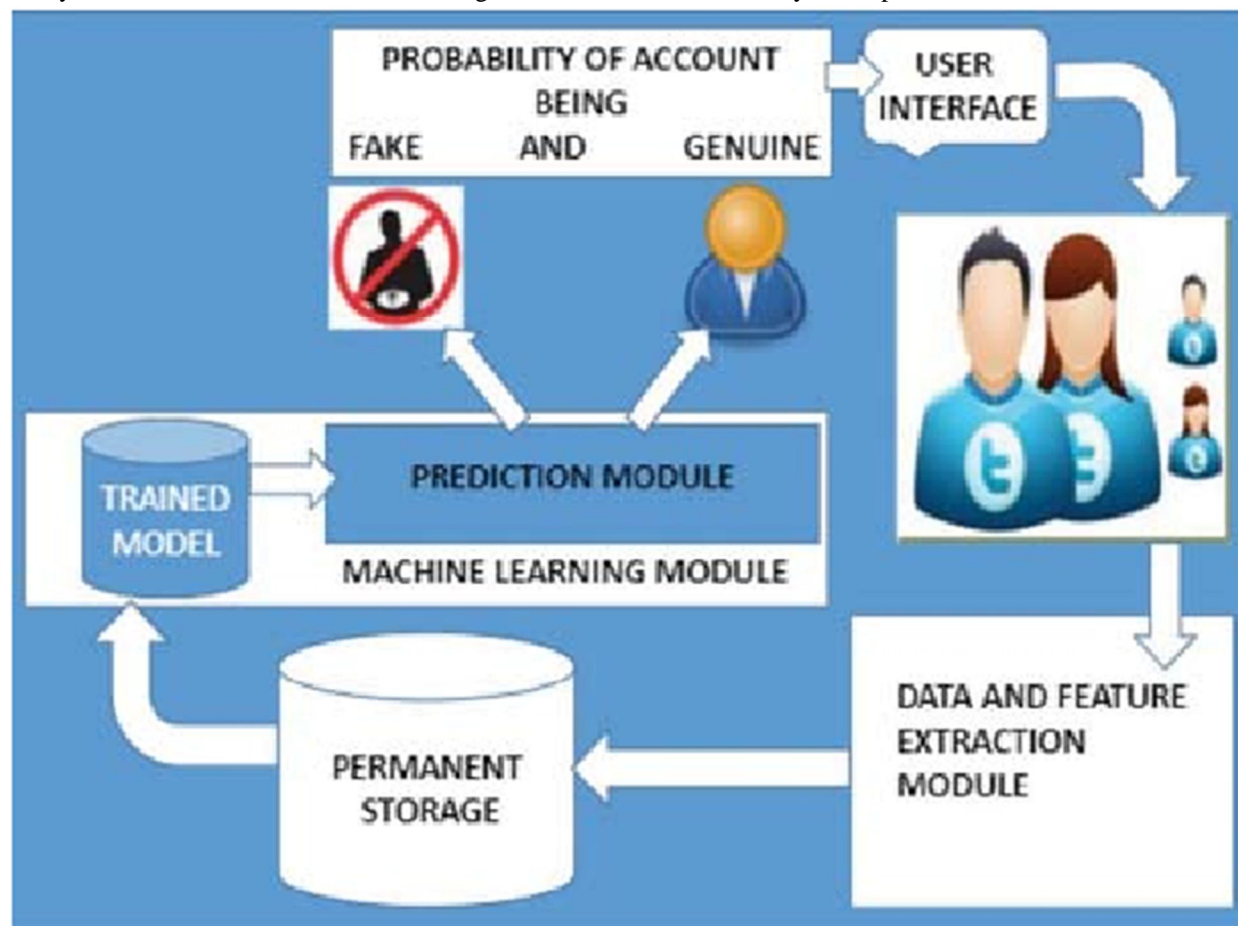 PROBABILITY OF ACCOUNT
BEING
FAKE AND GENUINE
USER
INTERFACE
TRAINED
MODEL
PREDICTION MODULE
MACHINE LEARNING MODULE
DATA AND FEATURE
EXTRACTION
MODULE
PERMANENT
STORAGE